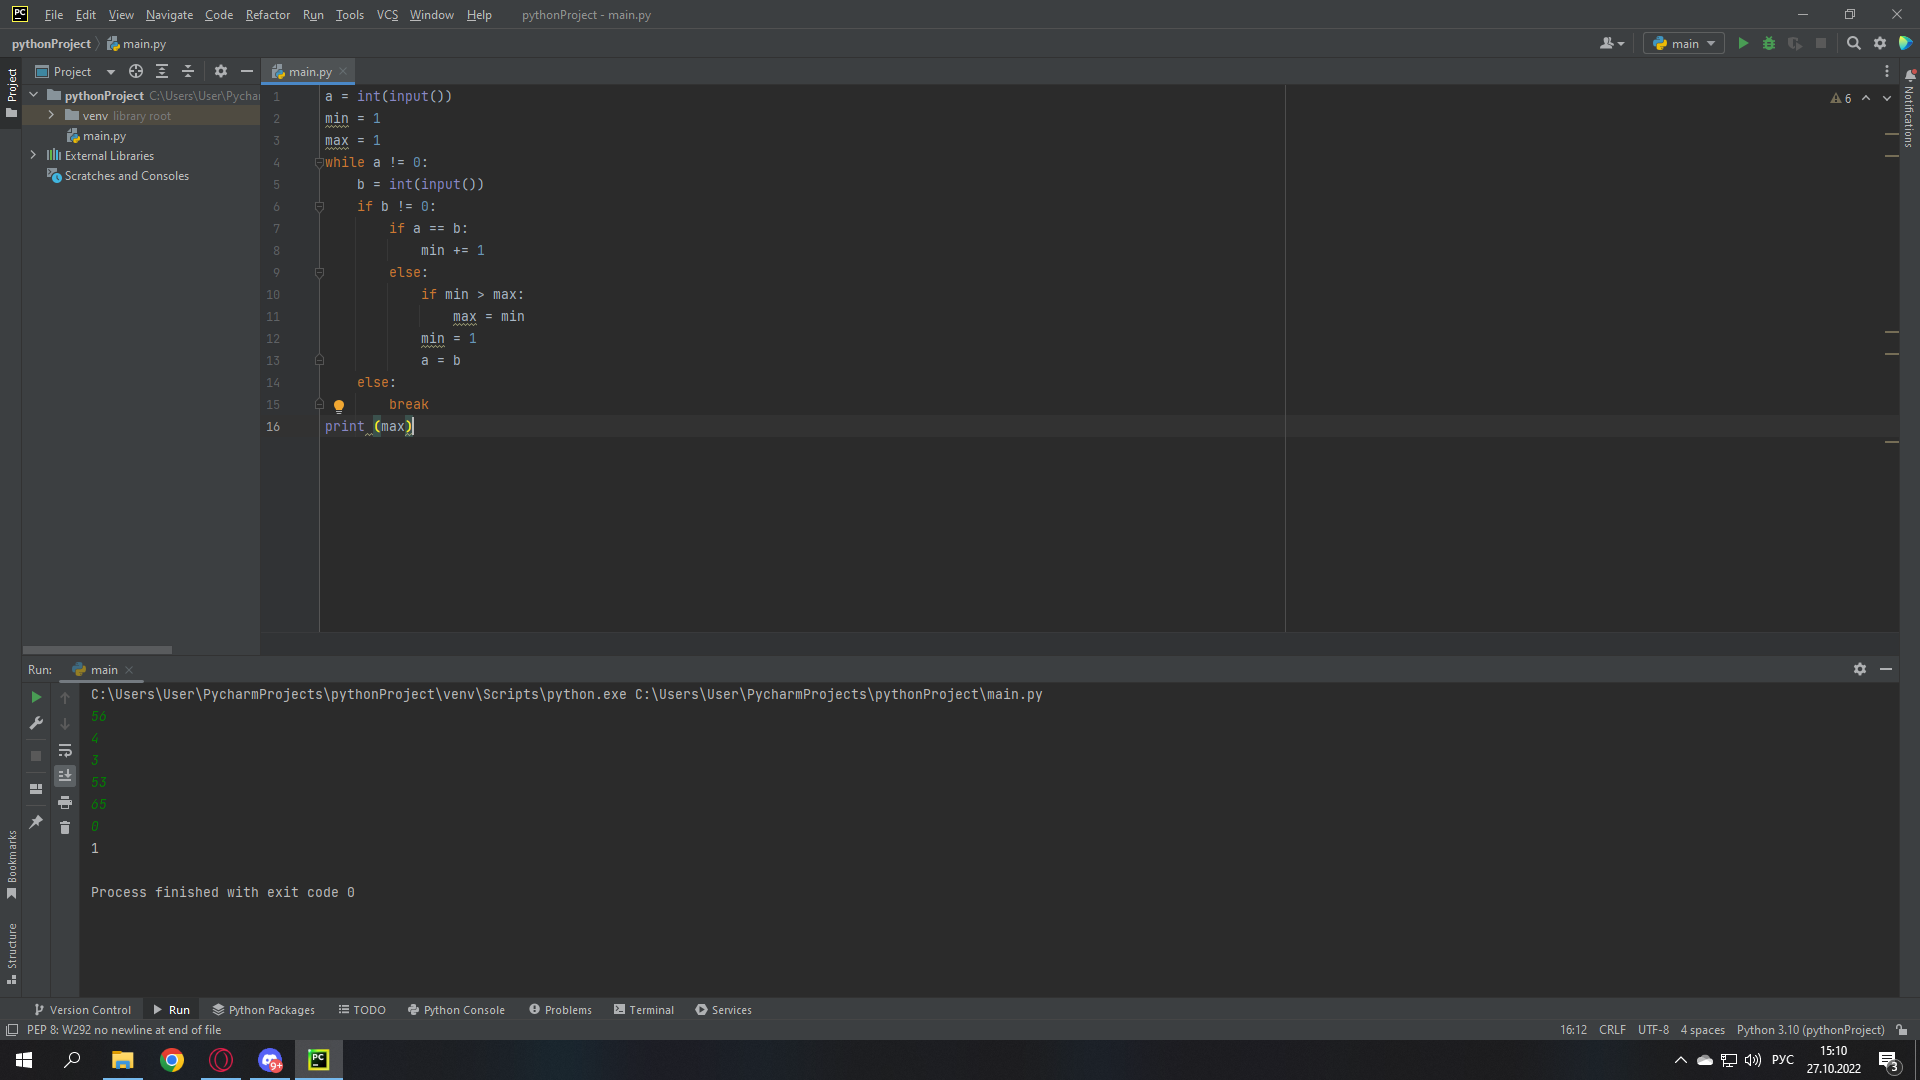 PC File Edit View Navigate Code Refactor Run Tools VCS Window Help pythonProject - main.py
pythonProject main.py main
Project main.py
Project
pythonProject C:\Users\User\Pychar
venv library root
main.py
External Libraries
Scratches and Consoles
1 a = int(input())
2 min = 1
3 max = 1
4 while a != 0:
5 b = int(input())
6 if b != 0:
7 if a == b:
8 min += 1
9 else:
10 if min > max:
11 max = min
12 min = 1
13 a = b
14 else:
15 break
16 print (max)
6
Notifications
Run: main
C:\Users\User\PycharmProjects\pythonProject\venv\Scripts\python.exe C:\Users\User\PycharmProjects\pythonProject\main.py
56
4
3
53
65
0
1
Process finished with exit code 0
Bookmarks
Structure
Version Control Run Python Packages TODO Python Console Problems Terminal Services
PEP 8: W292 no newline at end of file 16:12 CRLF UTF-8 4 spaces Python 3.10 (pythonProject)
9+ PC РУС 15:10
27.10.2022 3